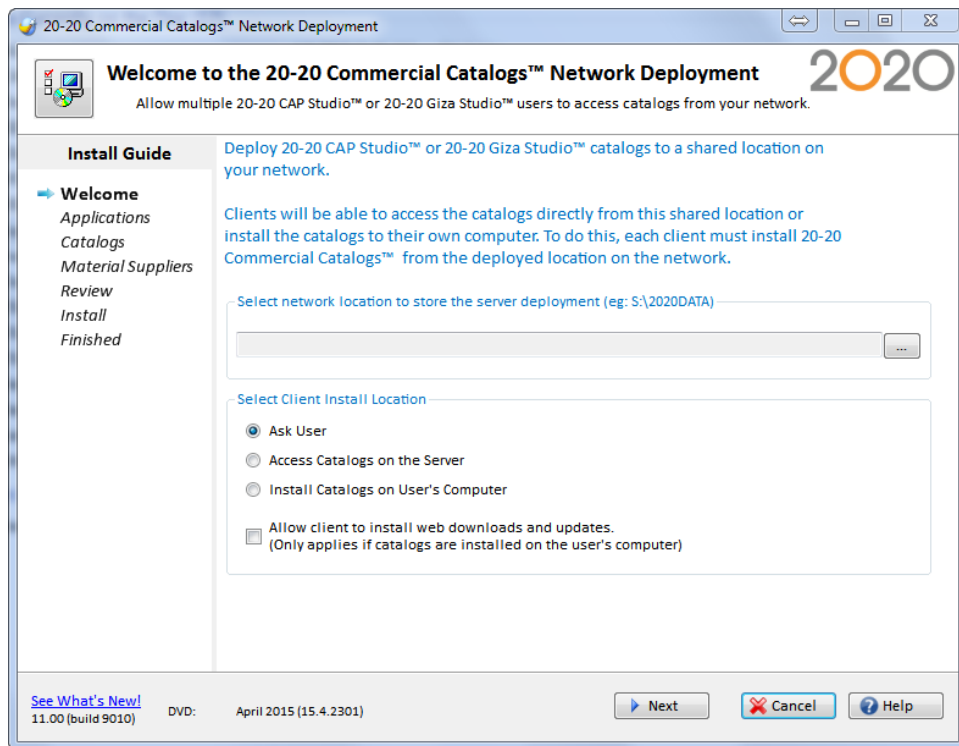 20-20 Commercial Catalogs™ Network Deployment
Welcome to the 20-20 Commercial Catalogs™ Network Deployment
2020
Allow multiple 20-20 CAP Studio™ or 20-20 Giza Studio™ users to access catalogs from your network.
Install Guide
Welcome
Applications
Catalogs
Material Suppliers
Review
Install
Finished
Deploy 20-20 CAP Studio™ or 20-20 Giza Studio™ catalogs to a shared location on
your network.
Clients will be able to access the catalogs directly from this shared location or
install the catalogs to their own computer. To do this, each client must install 20-20
Commercial Catalogs™  from the deployed location on the network.
Select network location to store the server deployment (eg: S:\2020DATA)
...
Select Client Install Location
Ask User
Access Catalogs on the Server
Install Catalogs on User's Computer
Allow client to install web downloads and updates.
(Only applies if catalogs are installed on the user's computer)
See What's New!
11.00 (build 9010)
DVD:
April 2015 (15.4.2301)
Next
Cancel
Help